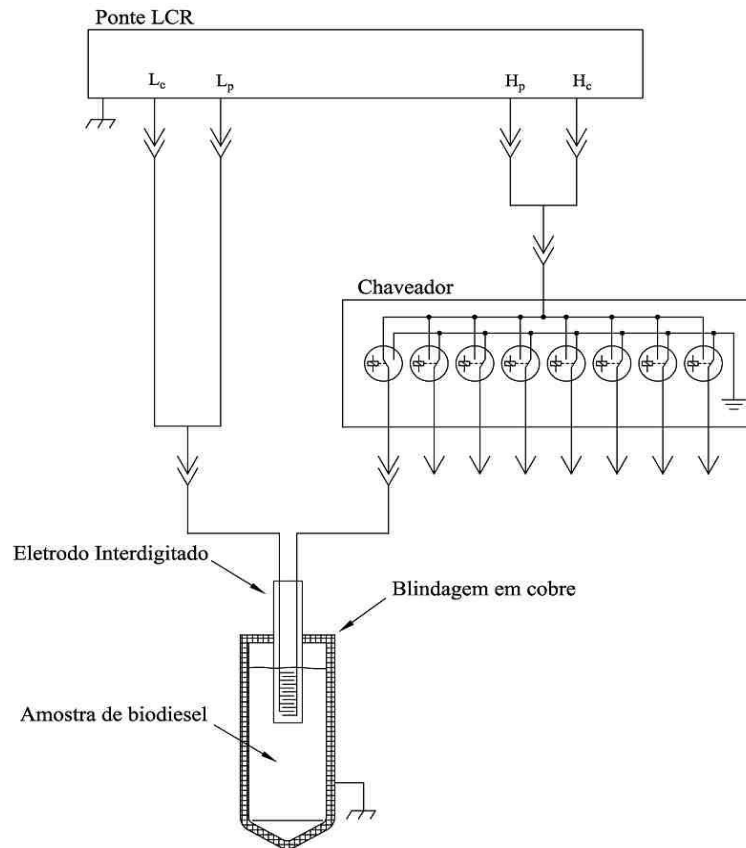 Ponte LCR
Lc
Lp
Hp
Hc
Chaveador
Eletrodo Interdigitado
Blindagem em cobre
Amostra de biodiesel